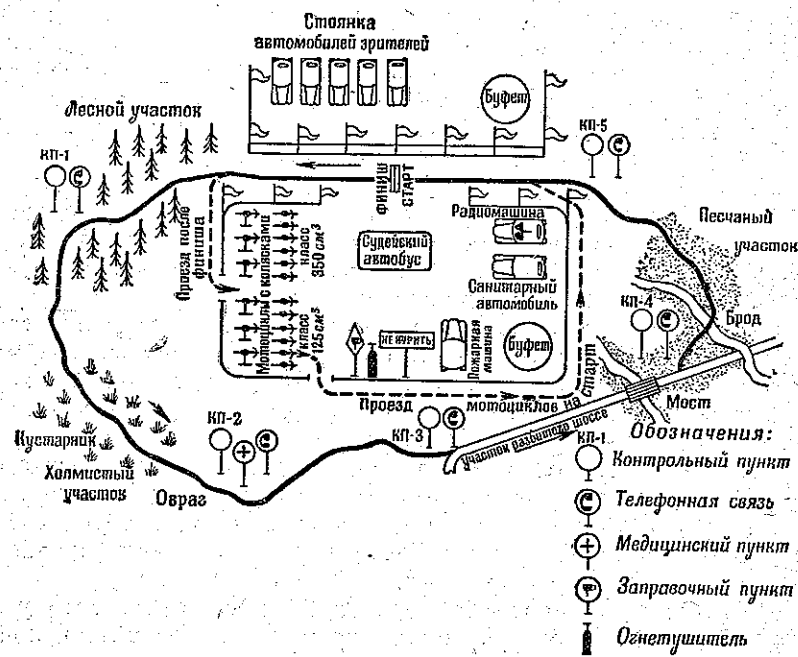 Стоянка
автомобилей зрителей
Буфет
Лесной участок
КП-1
КП-5
ФИНИШ
СТАРТ
Проезд после
финиша
Мотоциклы с колясками
класс
350 см³
класс
125 см³
Судейский
автобус
Радиомашина
Санитарный
автомобиль
Песчаный
участок
КП-4
Брод
НЕ КУРИТЬ
Пожарная
машина
Буфет
Мост
Проезд мотоциклов на старт
КП-2
КП-3
Участок разбитого шоссе
Кустарник
Холмистый
участок
Овраг
Обозначения:
КП-1
Контрольный пункт
Телефонная связь
Медицинский пункт
Заправочный пункт
Огнетушитель